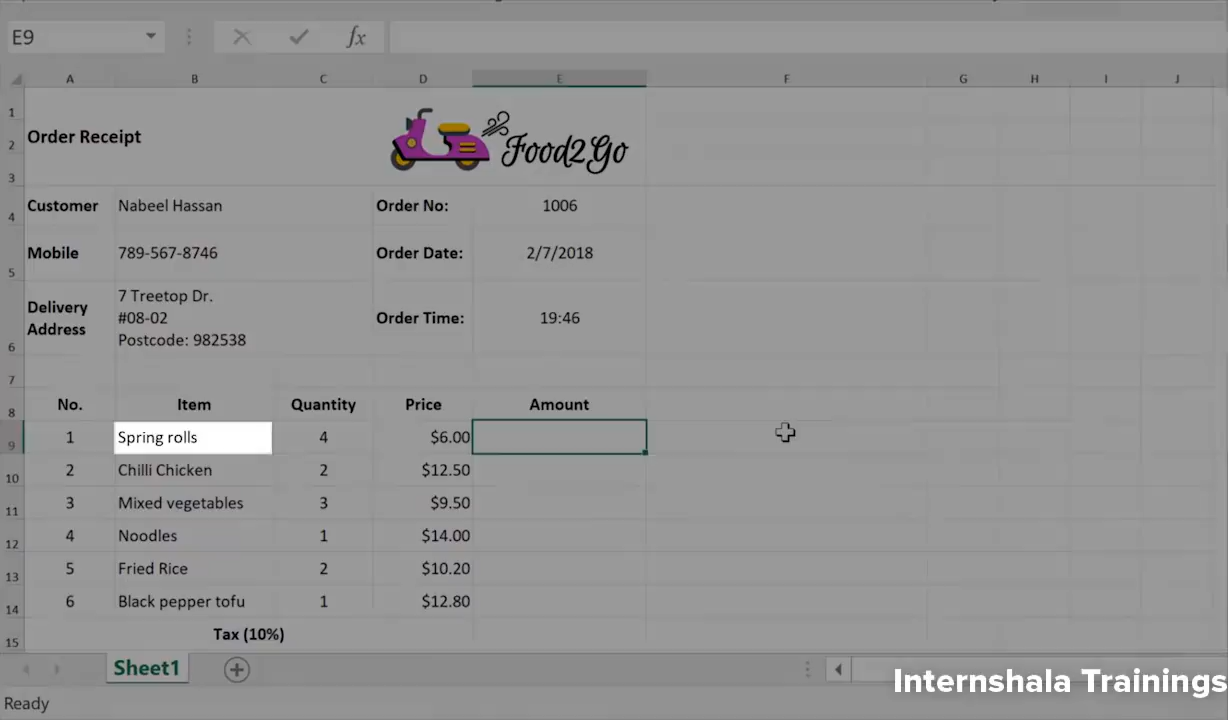 E9 fx
A B C D E F G H I J
1
2 Order Receipt Food2Go
3
4 Customer Nabeel Hassan Order No: 1006
5 Mobile 789-567-8746 Order Date: 2/7/2018
6 Delivery Address 7 Treetop Dr. Order Time: 19:46
#08-02
Postcode: 982538
7
8 No. Item Quantity Price Amount
9 1 Spring rolls 4 $6.00
10 2 Chilli Chicken 2 $12.50
11 3 Mixed vegetables 3 $9.50
12 4 Noodles 1 $14.00
13 5 Fried Rice 2 $10.20
14 6 Black pepper tofu 1 $12.80
15 Tax (10%)
Sheet1
Internshala Trainings
Ready